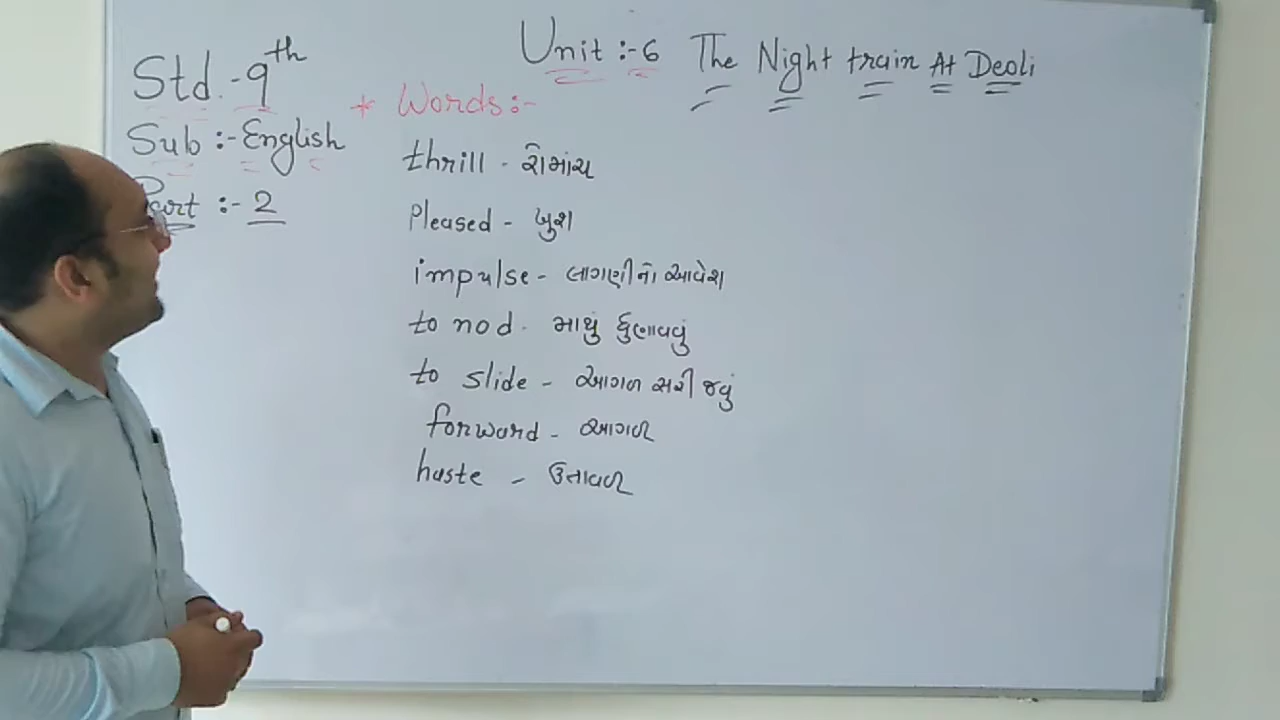 Unit :- 6 The Night train At Deoli
Std. - 9th
* Words :-
Sub :- English
Part :- 2
thrill - રોમાંચ
Pleased - ખુશ
impulse - લાગણીનો આવેશ
to nod - માથું ધુણાવવું
to slide - આગળ સરી જવું
forward - આગળ
haste - ઉતાવળ